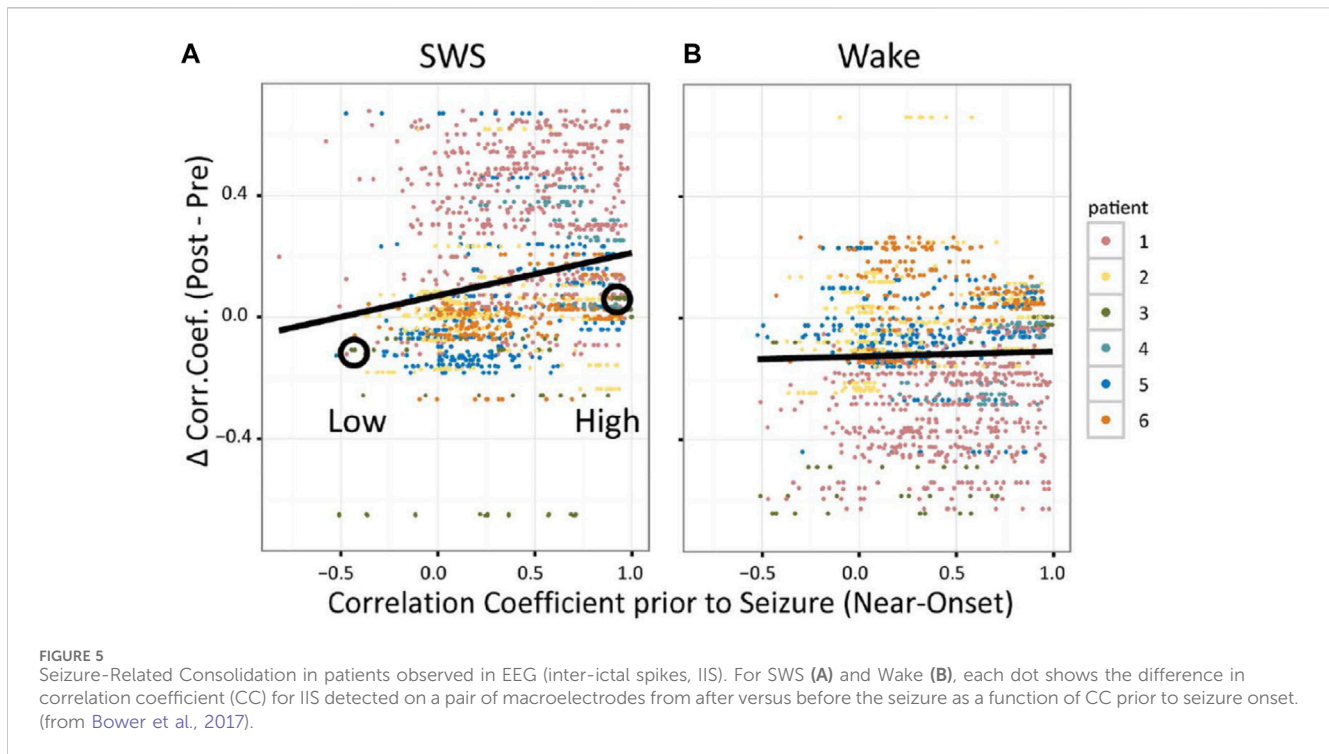 A
SWS
B
Wake
Δ Corr.Coef. (Post - Pre)
0.4
0.0
−0.4
Low
High
−0.5
0.0
0.5
1.0
−0.5
0.0
0.5
1.0
Correlation Coefficient prior to Seizure (Near-Onset)
patient
1
2
3
4
5
6
FIGURE 5
Seizure-Related Consolidation in patients observed in EEG (inter-ictal spikes, IIS). For SWS (A) and Wake (B), each dot shows the difference in
correlation coefficient (CC) for IIS detected on a pair of macroelectrodes from after versus before the seizure as a function of CC prior to seizure onset.
(from Bower et al., 2017).